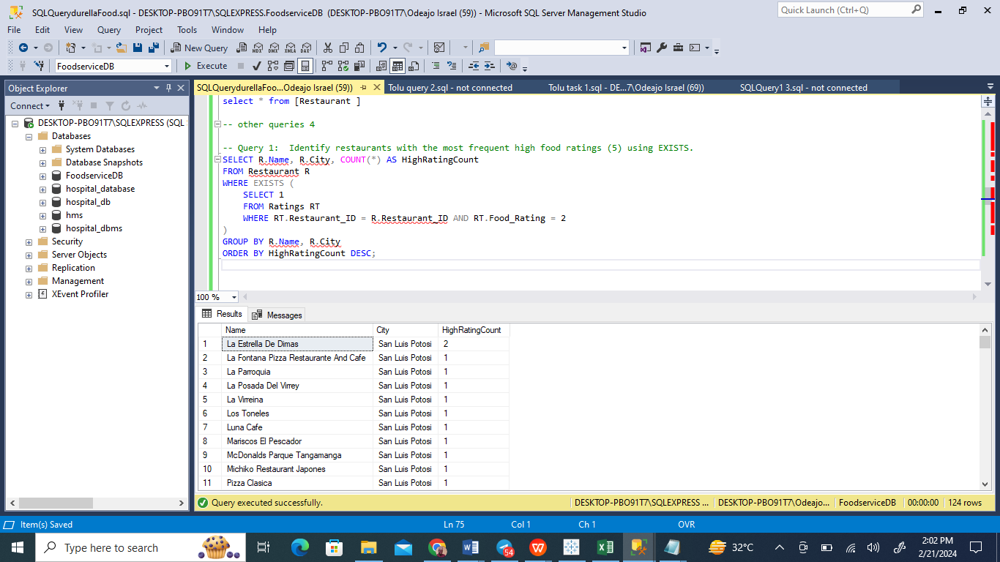 SQLQuerydurellaFood.sql - DESKTOP-PBO91T7\SQLEXPRESS.FoodserviceDB (DESKTOP-PBO91T7\Odeajo Israel (59)) - Microsoft SQL Server Management Studio
Quick Launch (Ctrl+Q)
File Edit View Query Project Tools Window Help
New Query MDX DMX XMLA DAX
FoodserviceDB Execute
Object Explorer
SQLQuerydurellaFoo...Odeajo Israel (59)) Tolu query 2.sql - not connected Tolu task 1.sql - DE...7\Odeajo Israel (69)) SQLQuery1 3.sql - not connected
Connect
DESKTOP-PBO91T7\SQLEXPRESS (SQL
Databases
System Databases
Database Snapshots
FoodserviceDB
hospital_database
hospital_db
hms
hospital_dbms
Security
Server Objects
Replication
Management
XEvent Profiler
select * from [Restaurant ]
-- other queries 4
-- Query 1:  Identify restaurants with the most frequent high food ratings (5) using EXISTS.
SELECT R.Name, R.City, COUNT(*) AS HighRatingCount
FROM Restaurant R
WHERE EXISTS (
SELECT 1
FROM Ratings RT
WHERE RT.Restaurant_ID = R.Restaurant_ID AND RT.Food_Rating = 2
)
GROUP BY R.Name, R.City
ORDER BY HighRatingCount DESC;
100 %
Results Messages
Name City HighRatingCount
1 La Estrella De Dimas San Luis Potosi 2
2 La Fontana Pizza Restaurante And Cafe San Luis Potosi 1
3 La Parroquia San Luis Potosi 1
4 La Posada Del Virrey San Luis Potosi 1
5 La Virreina San Luis Potosi 1
6 Los Toneles San Luis Potosi 1
7 Luna Cafe San Luis Potosi 1
8 Mariscos El Pescador San Luis Potosi 1
9 McDonalds Parque Tangamanga San Luis Potosi 1
10 Michiko Restaurant Japones San Luis Potosi 1
11 Pizza Clasica San Luis Potosi 1
Query executed successfully. DESKTOP-PBO91T7\SQLEXPRESS ... DESKTOP-PBO91T7\Odeajo... FoodserviceDB 00:00:00 124 rows
Item(s) Saved Ln 75 Col 1 Ch 1 OVR
Type here to search 54 32°C 2:02 PM
2/21/2024